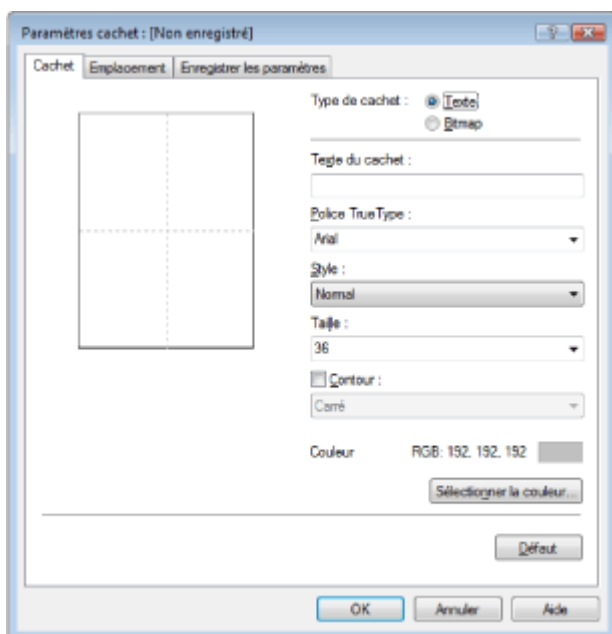 Paramètres cachet : [Non enregistré]
Cachet Emplacement Enregistrer les paramètres
Type de cachet : Texte
Bitmap
Texte du cachet :
Police TrueType :
Arial
Style :
Normal
Taille :
36
Contour :
Carré
Couleur RGB: 192, 192, 192
Sélectionner la couleur...
Défaut
OK Annuler Aide